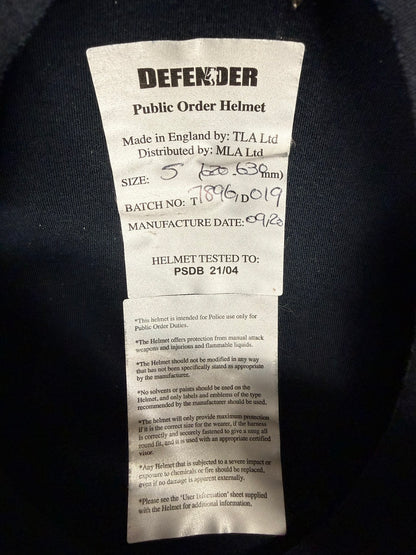 DEFENDER
Public Order Helmet
Made in England by: TLA Ltd
Distributed by: MLA Ltd
SIZE: 5 (620-630mm)
BATCH NO: T7896/D019
MANUFACTURE DATE: 09/20
HELMET TESTED TO:
PSDB 21/04
*This helmet is intended for Police use only for
Public Order Duties.
*The Helmet offers protection from manual attack
weapons and injurious and flammable liquids.
*The Helmet should not be modified in any way
that has not been specifically stated as appropriate
by the manufacturer.
*No solvents or paints should be used on the
Helmet, and only labels and emblems of the type
recommended by the manufacturer should be used.
*The helmet will only provide maximum protection
if it is the correct size for the wearer, if the harness
is correctly and securely fastened to give a snug all
round fit, and it is used with an appropriate certified
visor.
*Any Helmet that is subjected to a severe impact or
exposure to chemicals or fire should be replaced,
even if no damage is apparent externally.
*Please see the 'User Information' sheet supplied
with the Helmet for additional information.